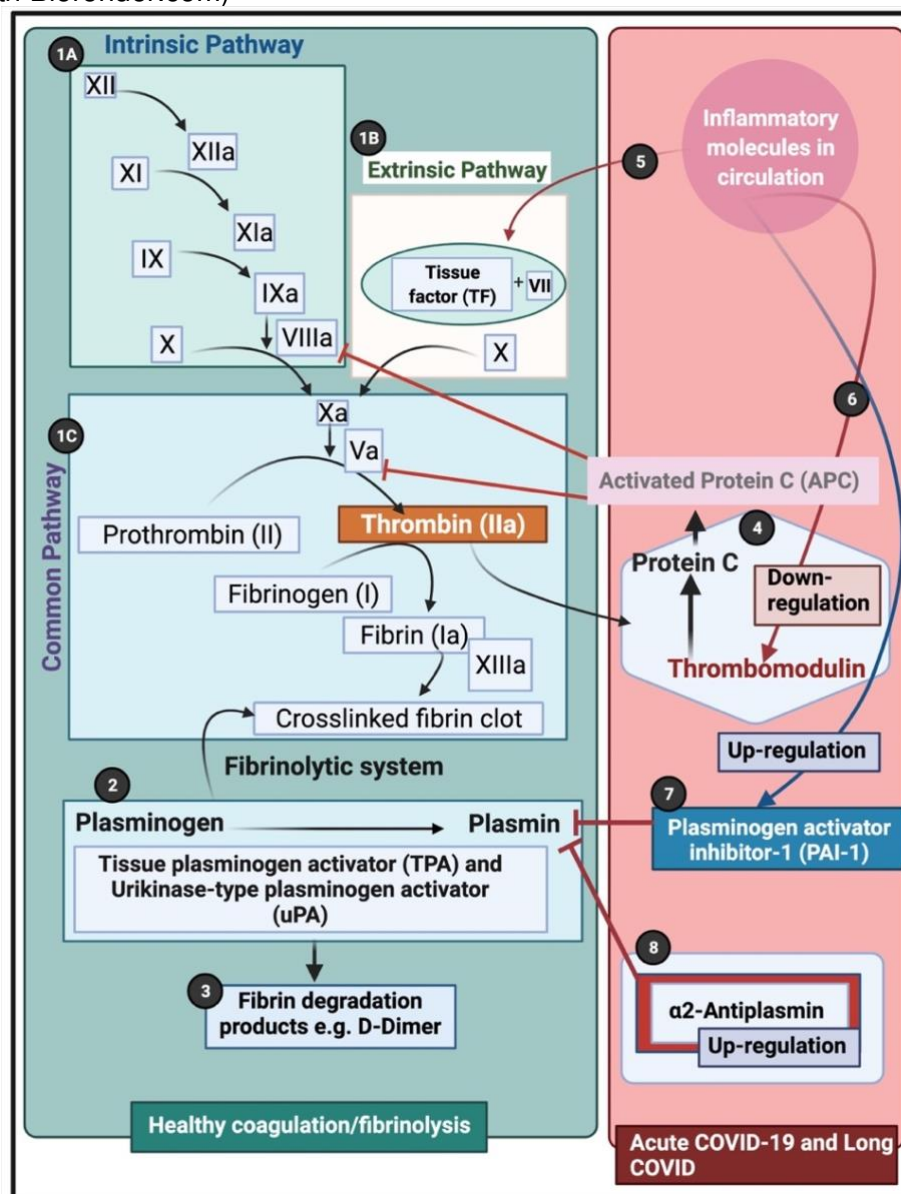 1A
Intrinsic Pathway
XII
XIIa
XI
XIa
IX
IXa
VIIIa
X
1B
Extrinsic Pathway
Tissue
factor (TF)
+
VII
X
5
Inflammatory
molecules in
circulation
6
1C
Common Pathway
Xa
Va
Prothrombin (II)
Thrombin (IIa)
Fibrinogen (I)
Fibrin (Ia)
XIIIa
Crosslinked fibrin clot
Activated Protein C (APC)
4
Protein C
Down-
regulation
Thrombomodulin
Up-regulation
Fibrinolytic system
2
Plasminogen
Plasmin
Tissue plasminogen activator (TPA) and
Urikinase-type plasminogen activator
(uPA)
7
Plasminogen activator
inhibitor-1 (PAI-1)
3
Fibrin degradation
products e.g. D-Dimer
8
α2-Antiplasmin
Up-regulation
Healthy coagulation/fibrinolysis
Acute COVID-19 and Long
COVID